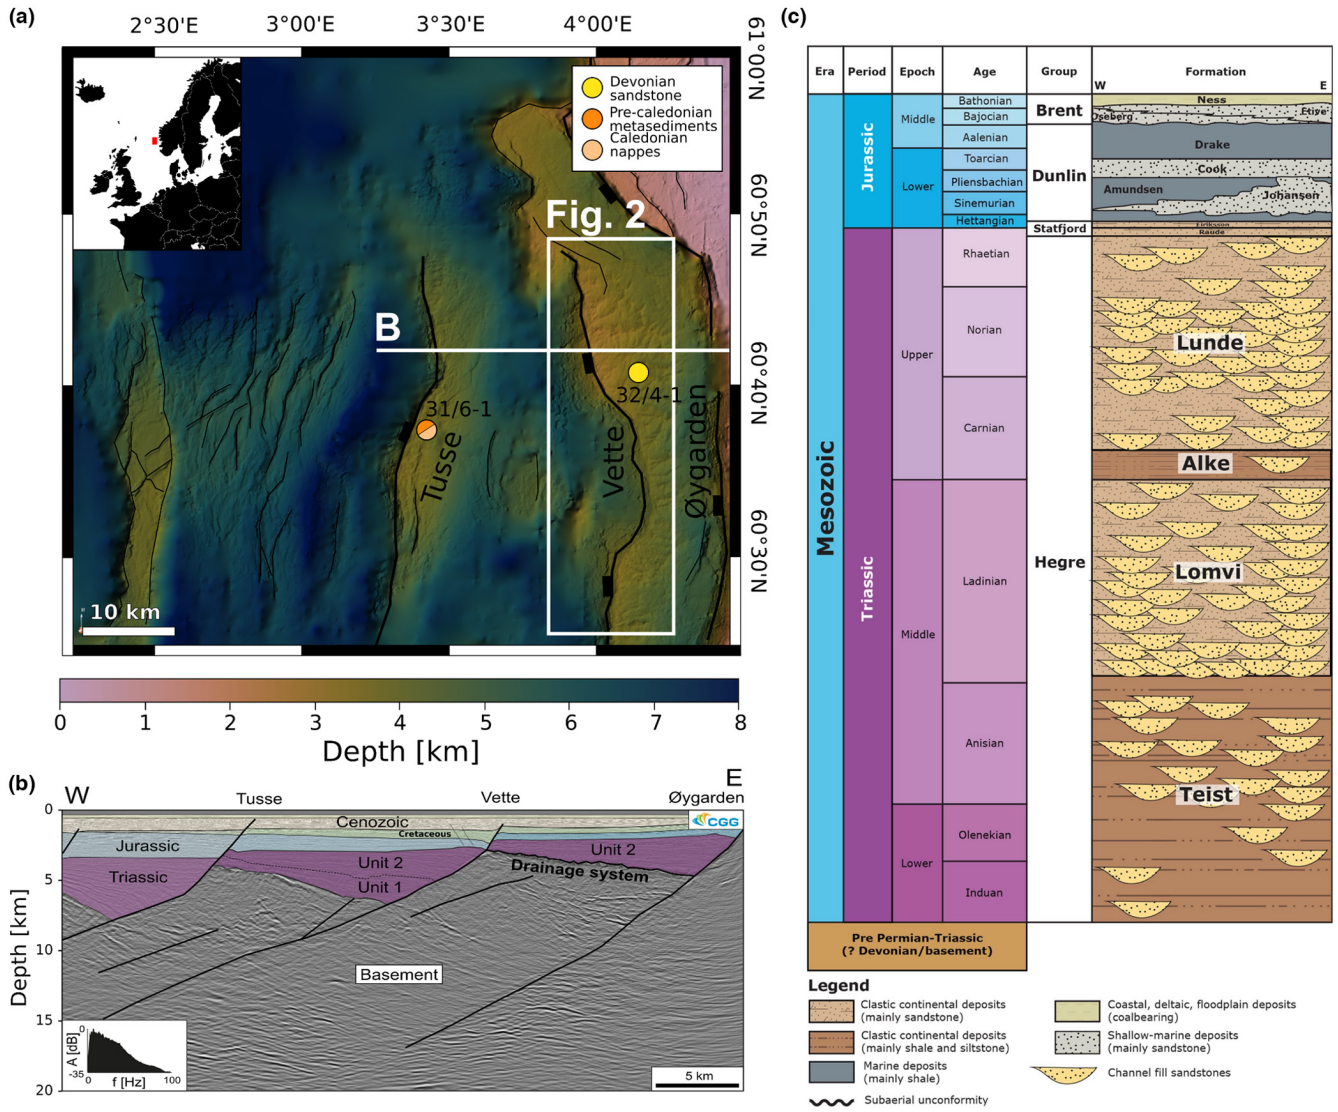 (a)
2°30'E
3°00'E
3°30'E
4°00'E
61°00'N
60°50'N
60°40'N
60°30'N
Devonian
sandstone
Pre-caledonian
metasediments
Caledonian
nappes
Fig. 2
B
31/6-1
32/4-1
Tusse
Vette
Øygarden
10 km
0 1 2 3 4 5 6 7 8
Depth [km]
(b)
W
E
Tusse
Vette
Øygarden
CGG
0
5
10
15
20
Depth [km]
Cenozoic
Cretaceous
Jurassic
Triassic
Unit 2
Unit 1
Unit 2
Drainage system
Basement
A [dB]
0
-35
0
100
f [Hz]
5 km
(c)
Era
Period
Epoch
Age
Group
Formation
W
E
Mesozoic
Jurassic
Triassic
Middle
Lower
Upper
Middle
Lower
Bathonian
Bajocian
Aalenian
Toarcian
Pliensbachian
Sinemurian
Hettangian
Rhaetian
Norian
Carnian
Ladinian
Anisian
Olenekian
Induan
Brent
Dunlin
Statfjord
Hegre
Ness
Oseberg
Etive
Drake
Cook
Amundsen
Johansen
Eiriksson
Raude
Lunde
Alke
Lomvi
Teist
Pre Permian-Triassic
(? Devonian/basement)
Legend
Clastic continental deposits
(mainly sandstone)
Clastic continental deposits
(mainly shale and siltstone)
Marine deposits
(mainly shale)
Subaerial unconformity
Coastal, deltaic, floodplain deposits
(coalbearing)
Shallow-marine deposits
(mainly sandstone)
Channel fill sandstones